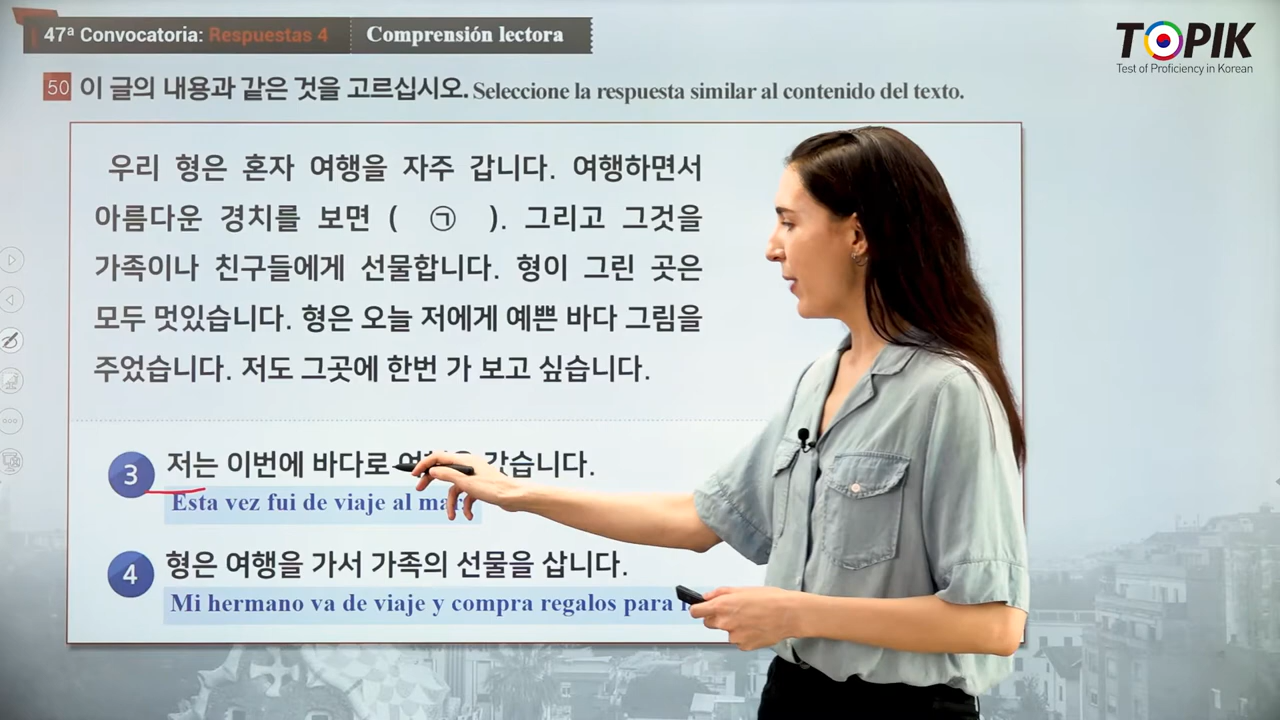 47ª Convocatoria: Respuestas 4 Comprensión lectora
TOPIK
Test of Proficiency in Korean
50 이 글의 내용과 같은 것을 고르십시오. Seleccione la respuesta similar al contenido del texto.
우리 형은 혼자 여행을 자주 갑니다. 여행하면서
아름다운 경치를 보면 ( ㉠ ). 그리고 그것을
가족이나 친구들에게 선물합니다. 형이 그린 곳은
모두 멋있습니다. 형은 오늘 저에게 예쁜 바다 그림을
주었습니다. 저도 그곳에 한번 가 보고 싶습니다.
3 저는 이번에 바다로 갔습니다.
Esta vez fui de viaje al
4 형은 여행을 가서 가족의 선물을 삽니다.
Mi hermano va de viaje y compra regalos para